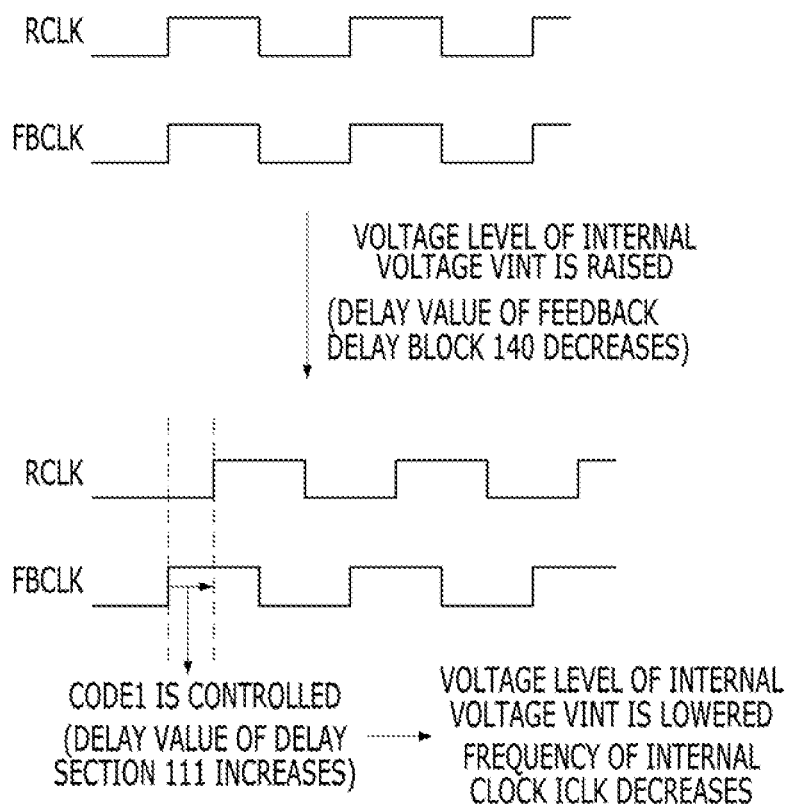 RCLK
FBCLK
VOLTAGE LEVEL OF INTERNAL
VOLTAGE VINT IS RAISED
(DELAY VALUE OF FEEDBACK
DELAY BLOCK 140 DECREASES)
RCLK
FBCLK
CODE1 IS CONTROLLED
(DELAY VALUE OF DELAY
SECTION 111 INCREASES)
VOLTAGE LEVEL OF INTERNAL
VOLTAGE VINT IS LOWERED
FREQUENCY OF INTERNAL
CLOCK ICLK DECREASES